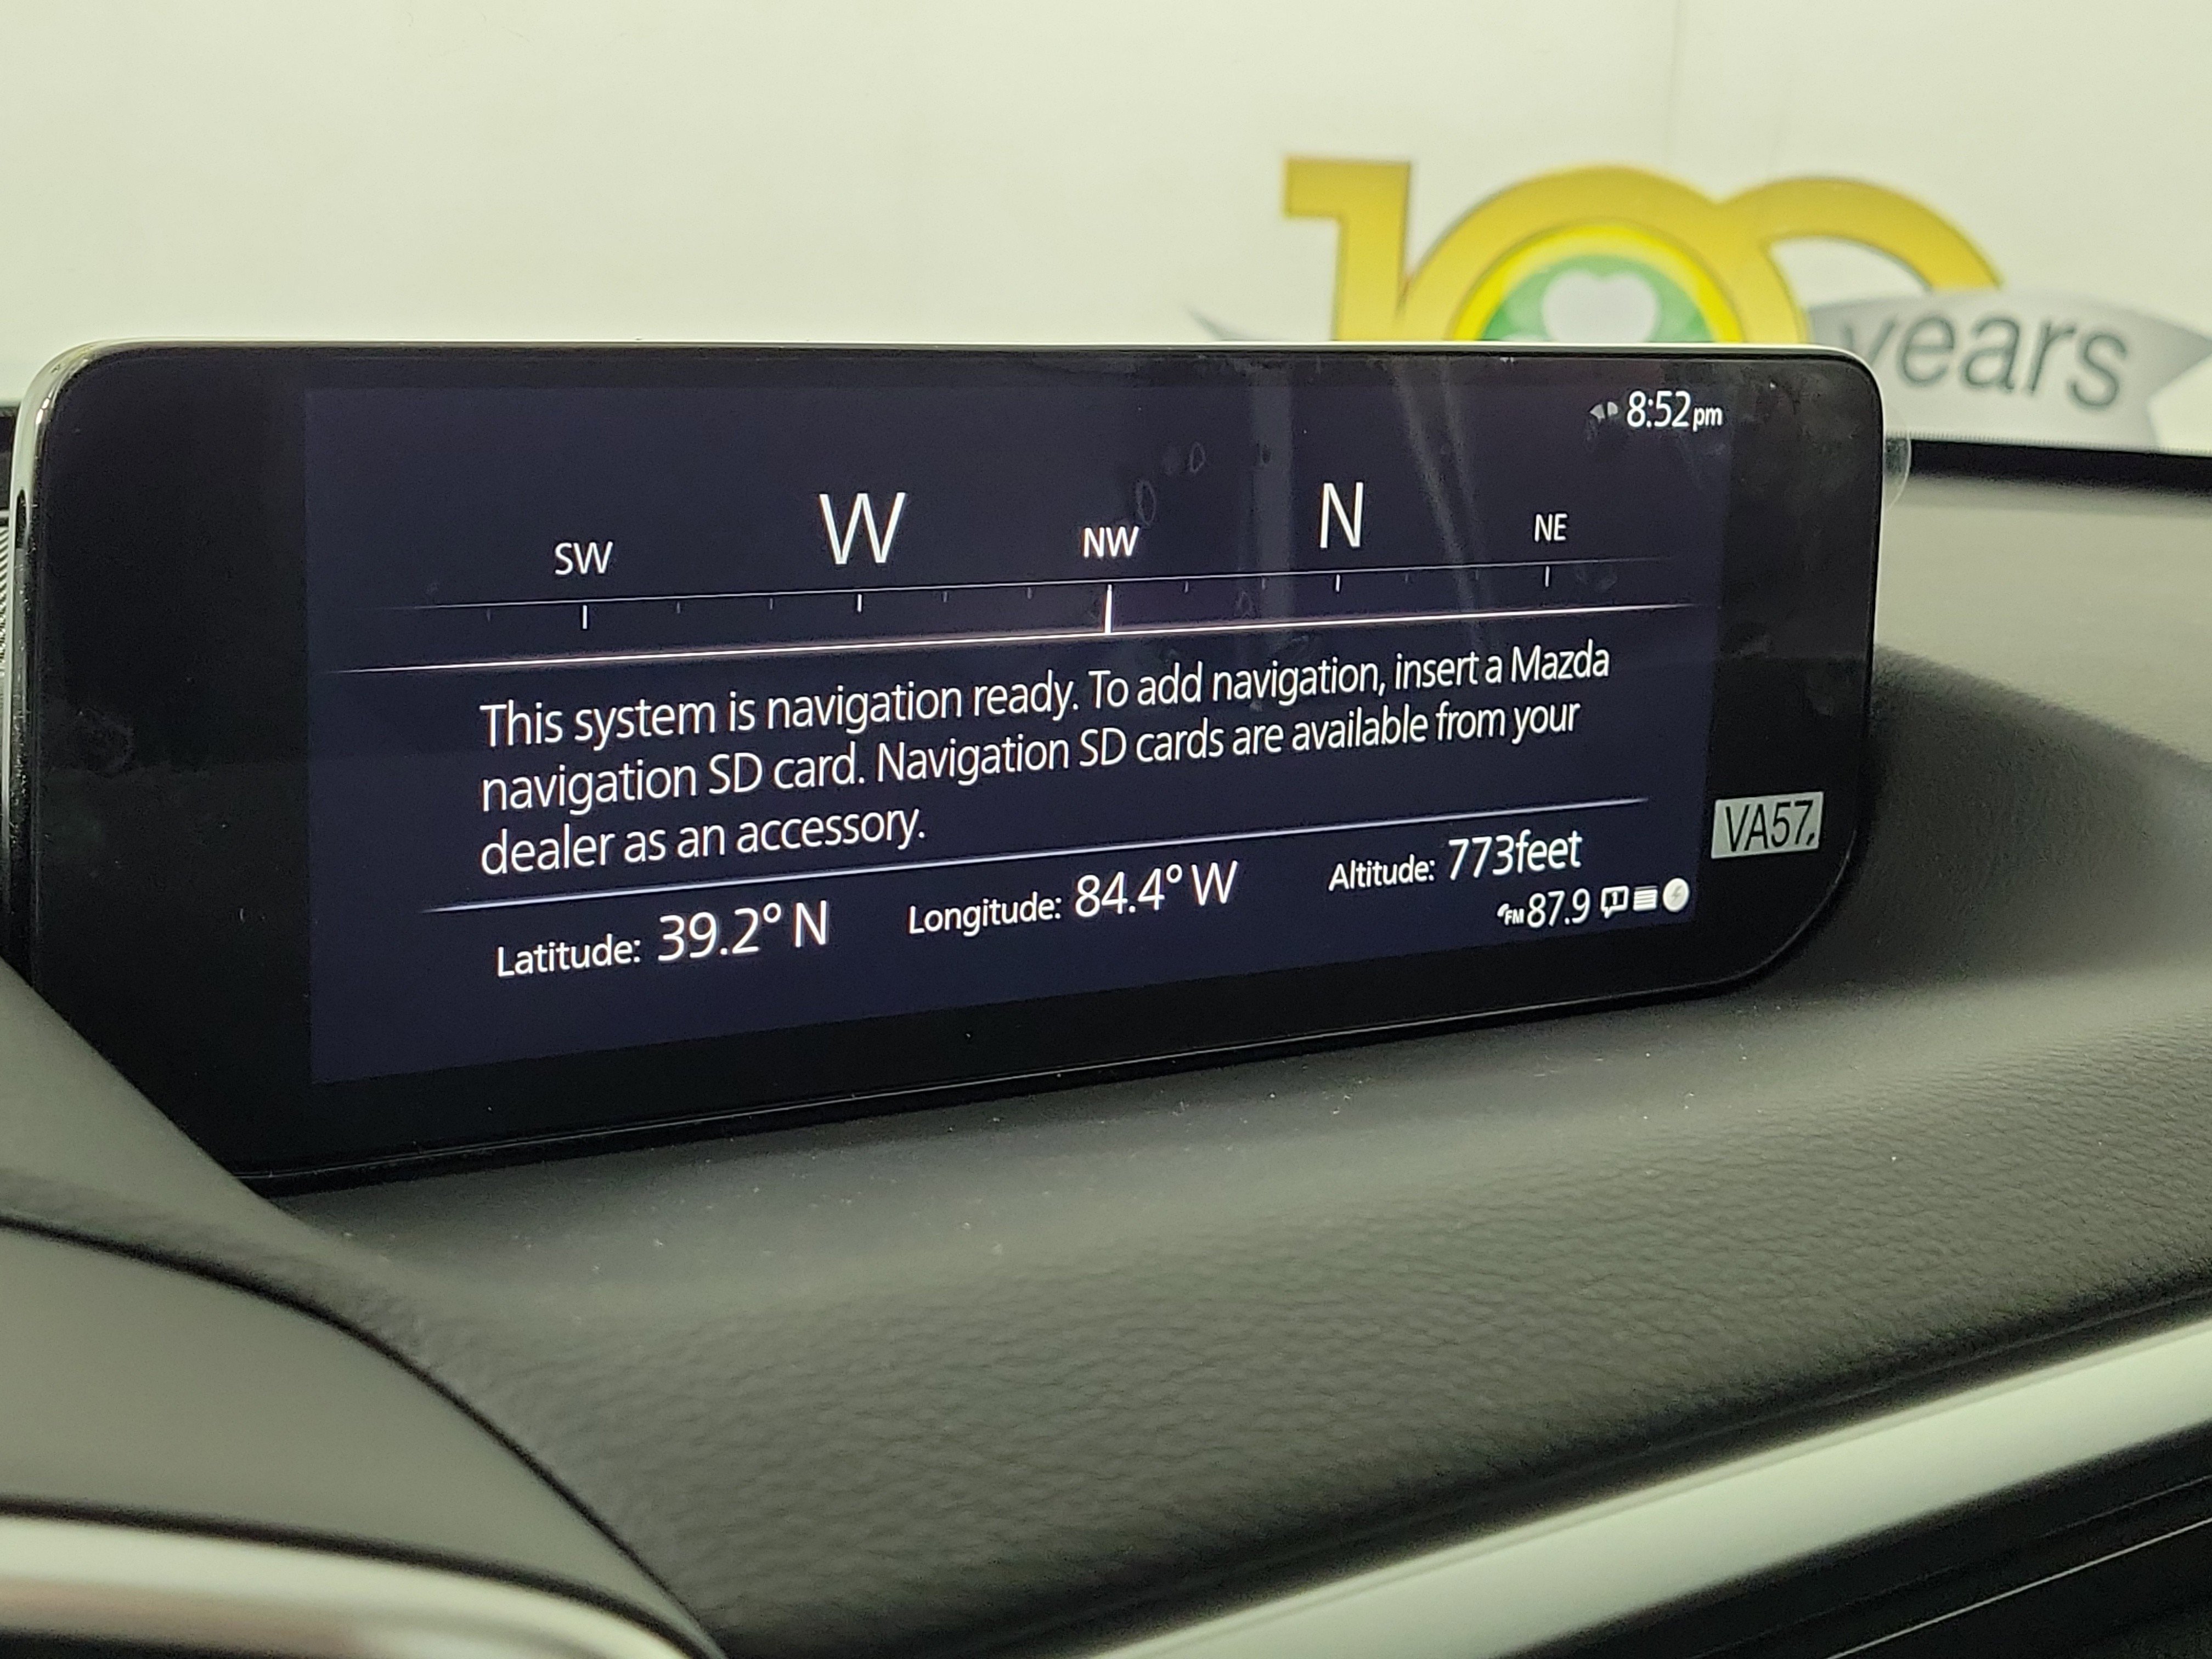 100
years
8:52pm
SW W NW N NE
This system is navigation ready. To add navigation, insert a Mazda
navigation SD card. Navigation SD cards are available from your
dealer as an accessory.
VA57
Latitude: 39.2° N Longitude: 84.4° W Altitude: 773feet
FM 87.9